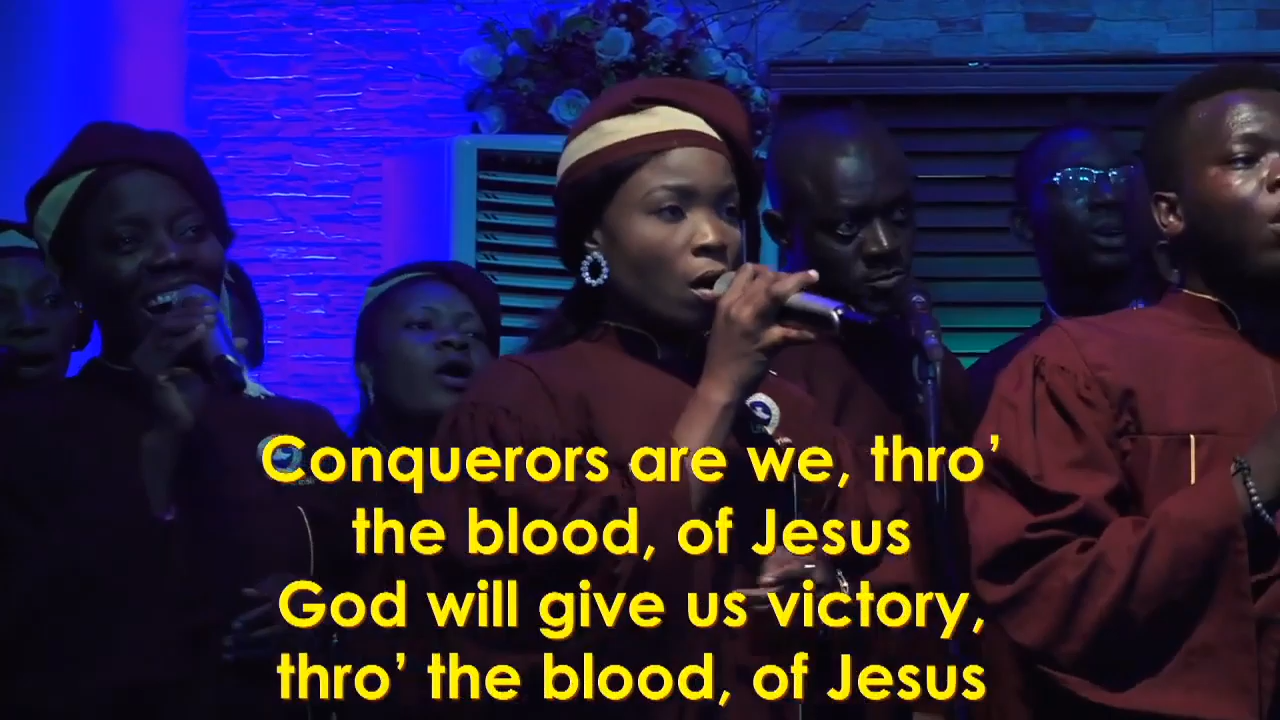 Conquerors are we, thro’
the blood, of Jesus
God will give us victory,
thro’ the blood, of Jesus